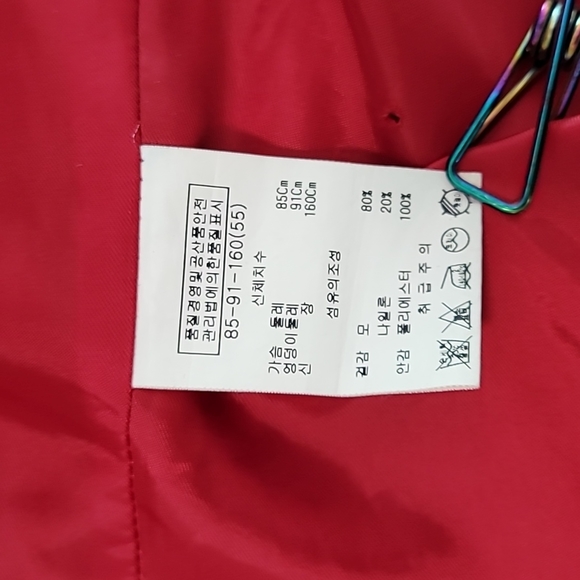 품질경영및공산품안전
관리법에의한품질표시
85-91-160(55)
신체치수
가슴둘레 85Cm
엉덩이둘레 91Cm
신장 160Cm
섬유의조성
겉감 모 80%
나일론 20%
안감 폴리에스터 100%
취급주의